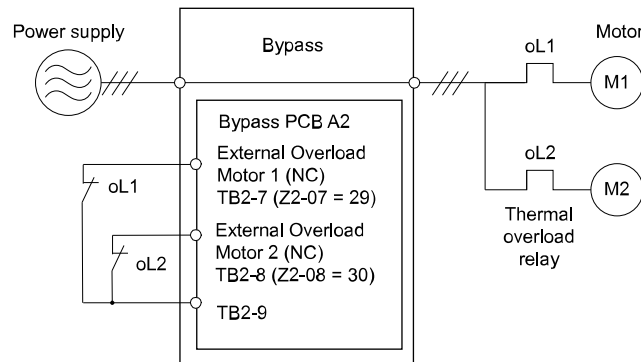 Power supply
Bypass
oL1
Motor
M1
Bypass PCB A2
External Overload
Motor 1 (NC)
TB2-7 (Z2-07 = 29)
oL1
oL2
M2
External Overload
Motor 2 (NC)
TB2-8 (Z2-08 = 30)
oL2
Thermal
overload
relay
TB2-9